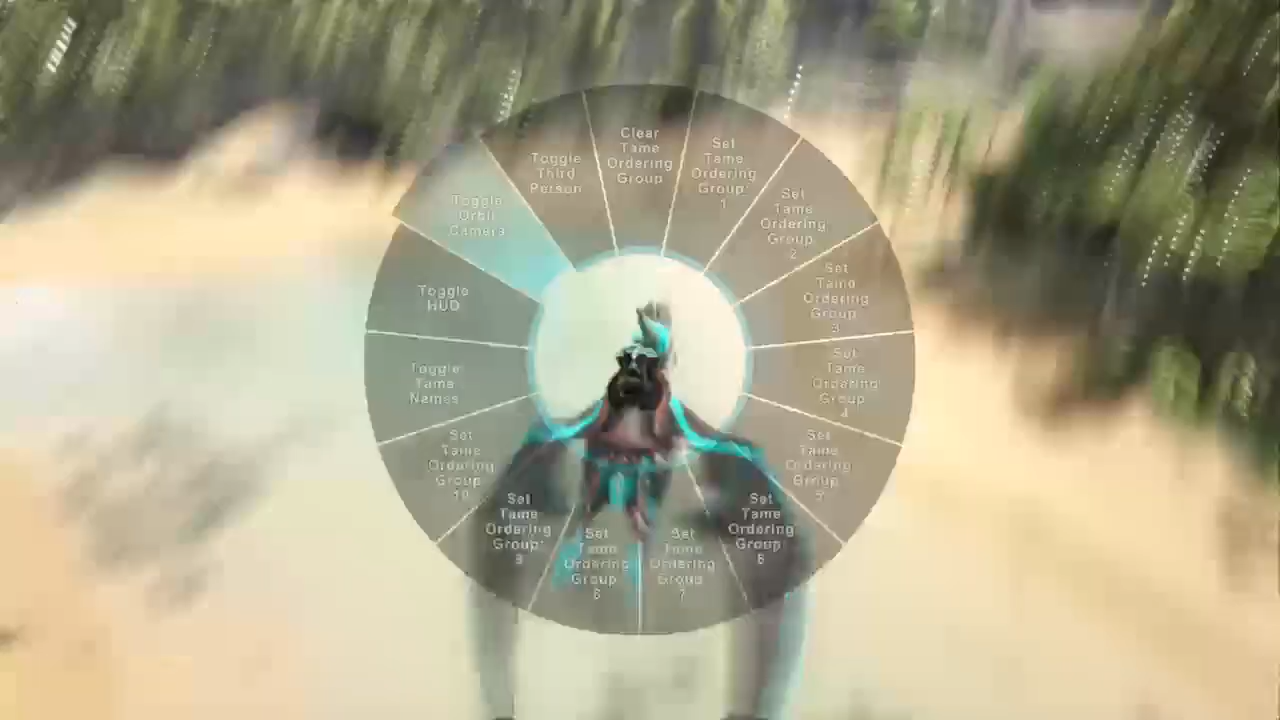 Clear
Tame
Ordering
Group
Set
Tame
Ordering
Group:
1
Set
Tame
Ordering
Group:
2
Set
Tame
Ordering
Group:
3
Set
Tame
Ordering
Group:
4
Set
Tame
Ordering
Group:
5
Set
Tame
Ordering
Group:
6
Set
Tame
Ordering
Group:
7
Set
Tame
Ordering
Group:
8
Set
Tame
Ordering
Group:
9
Set
Tame
Ordering
Group:
10
Toggle
Tame
Names
Toggle
HUD
Toggle
Orbit
Camera
Toggle
Third
Person